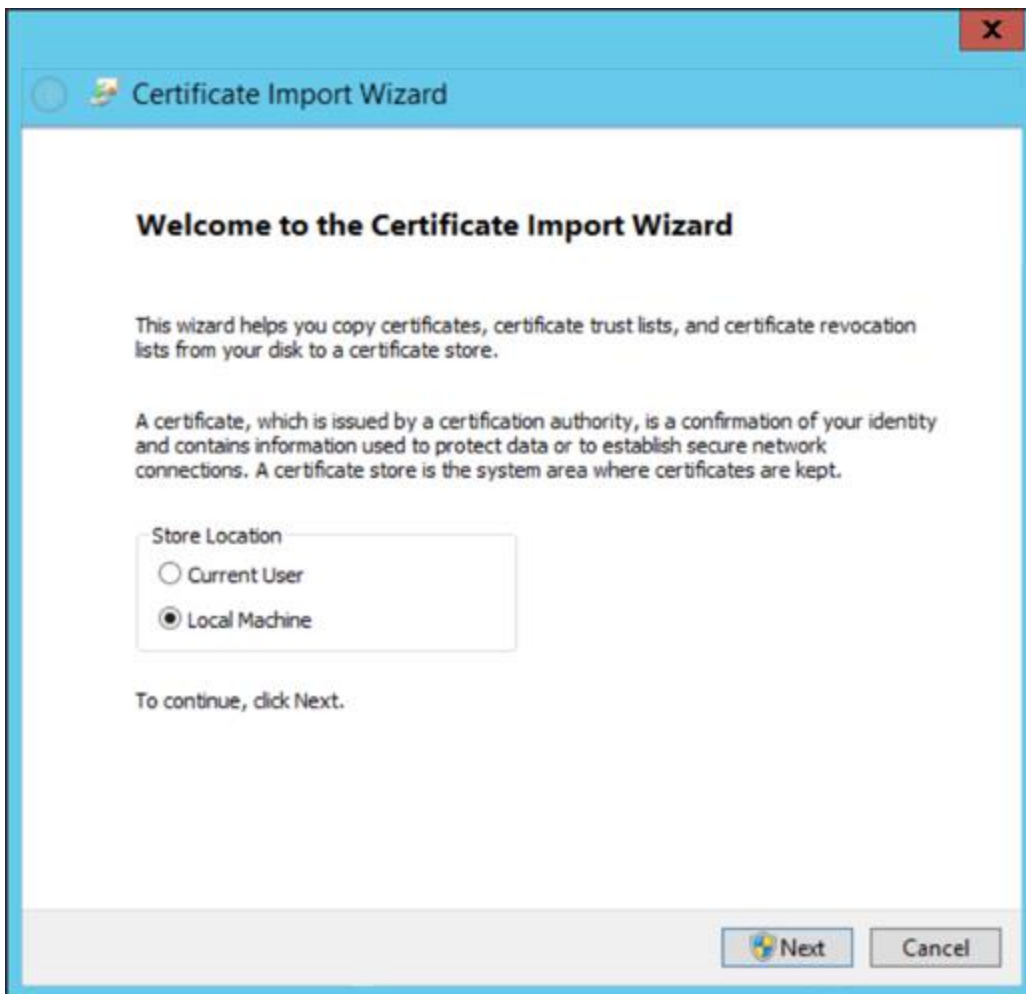 X
Certificate Import Wizard
Welcome to the Certificate Import Wizard
This wizard helps you copy certificates, certificate trust lists, and certificate revocation
lists from your disk to a certificate store.
A certificate, which is issued by a certification authority, is a confirmation of your identity
and contains information used to protect data or to establish secure network
connections. A certificate store is the system area where certificates are kept.
Store Location
Current User
Local Machine
To continue, click Next.
Next Cancel